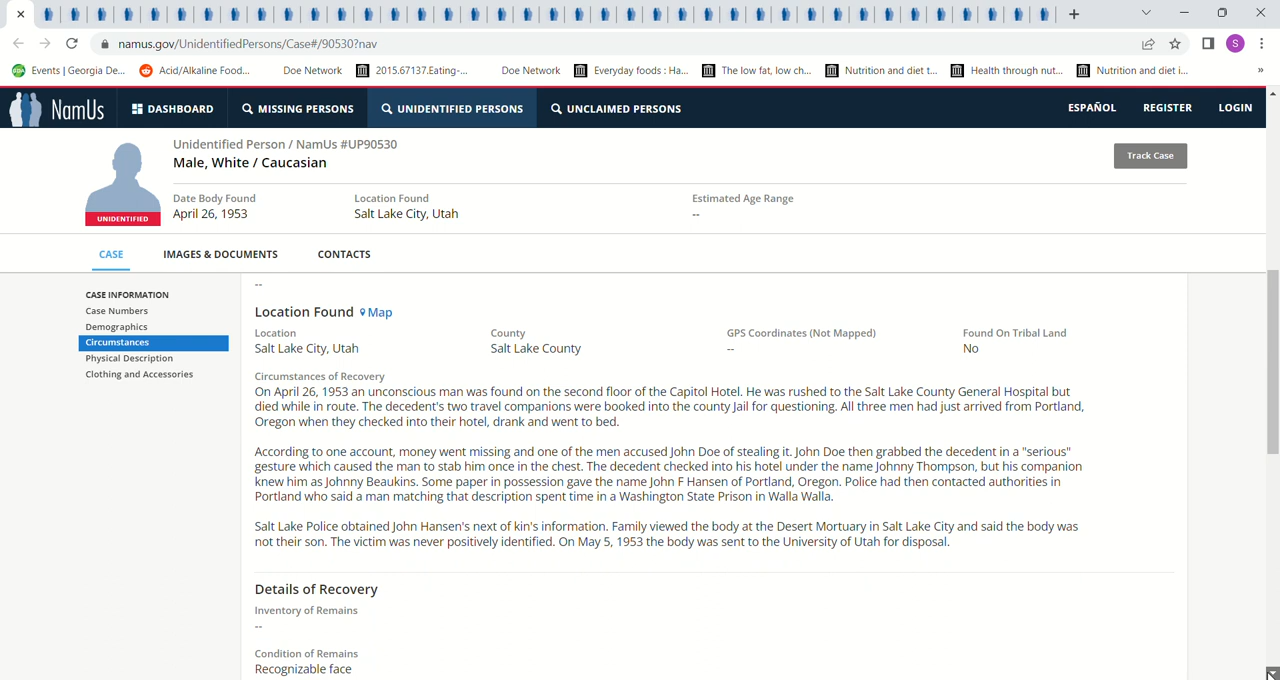 namus.gov/UnidentifiedPersons/Case#/90530?nav
S
GBA Events | Georgia De...
Acid/Alkaline Food...
Doe Network
2015.67137.Eating-...
Doe Network
Everyday foods : Ha...
The low fat, low ch...
Nutrition and diet t...
Health through nut...
Nutrition and diet i...
»
NamUs
DASHBOARD
MISSING PERSONS
UNIDENTIFIED PERSONS
UNCLAIMED PERSONS
ESPAÑOL
REGISTER
LOGIN
UNIDENTIFIED
Unidentified Person / NamUs #UP90530
Male, White / Caucasian
Track Case
Date Body Found
April 26, 1953
Location Found
Salt Lake City, Utah
Estimated Age Range
--
CASE
IMAGES & DOCUMENTS
CONTACTS
CASE INFORMATION
Case Numbers
Demographics
Circumstances
Physical Description
Clothing and Accessories
--
Location Found Map
Location
Salt Lake City, Utah
County
Salt Lake County
GPS Coordinates (Not Mapped)
--
Found On Tribal Land
No
Circumstances of Recovery
On April 26, 1953 an unconscious man was found on the second floor of the Capitol Hotel. He was rushed to the Salt Lake County General Hospital but
died while in route. The decedent's two travel companions were booked into the county Jail for questioning. All three men had just arrived from Portland,
Oregon when they checked into their hotel, drank and went to bed.
According to one account, money went missing and one of the men accused John Doe of stealing it. John Doe then grabbed the decedent in a "serious"
gesture which caused the man to stab him once in the chest. The decedent checked into his hotel under the name Johnny Thompson, but his companion
knew him as Johnny Beaukins. Some paper in possession gave the name John F Hansen of Portland, Oregon. Police had then contacted authorities in
Portland who said a man matching that description spent time in a Washington State Prison in Walla Walla.
Salt Lake Police obtained John Hansen's next of kin's information. Family viewed the body at the Desert Mortuary in Salt Lake City and said the body was
not their son. The victim was never positively identified. On May 5, 1953 the body was sent to the University of Utah for disposal.
Details of Recovery
Inventory of Remains
--
Condition of Remains
Recognizable face